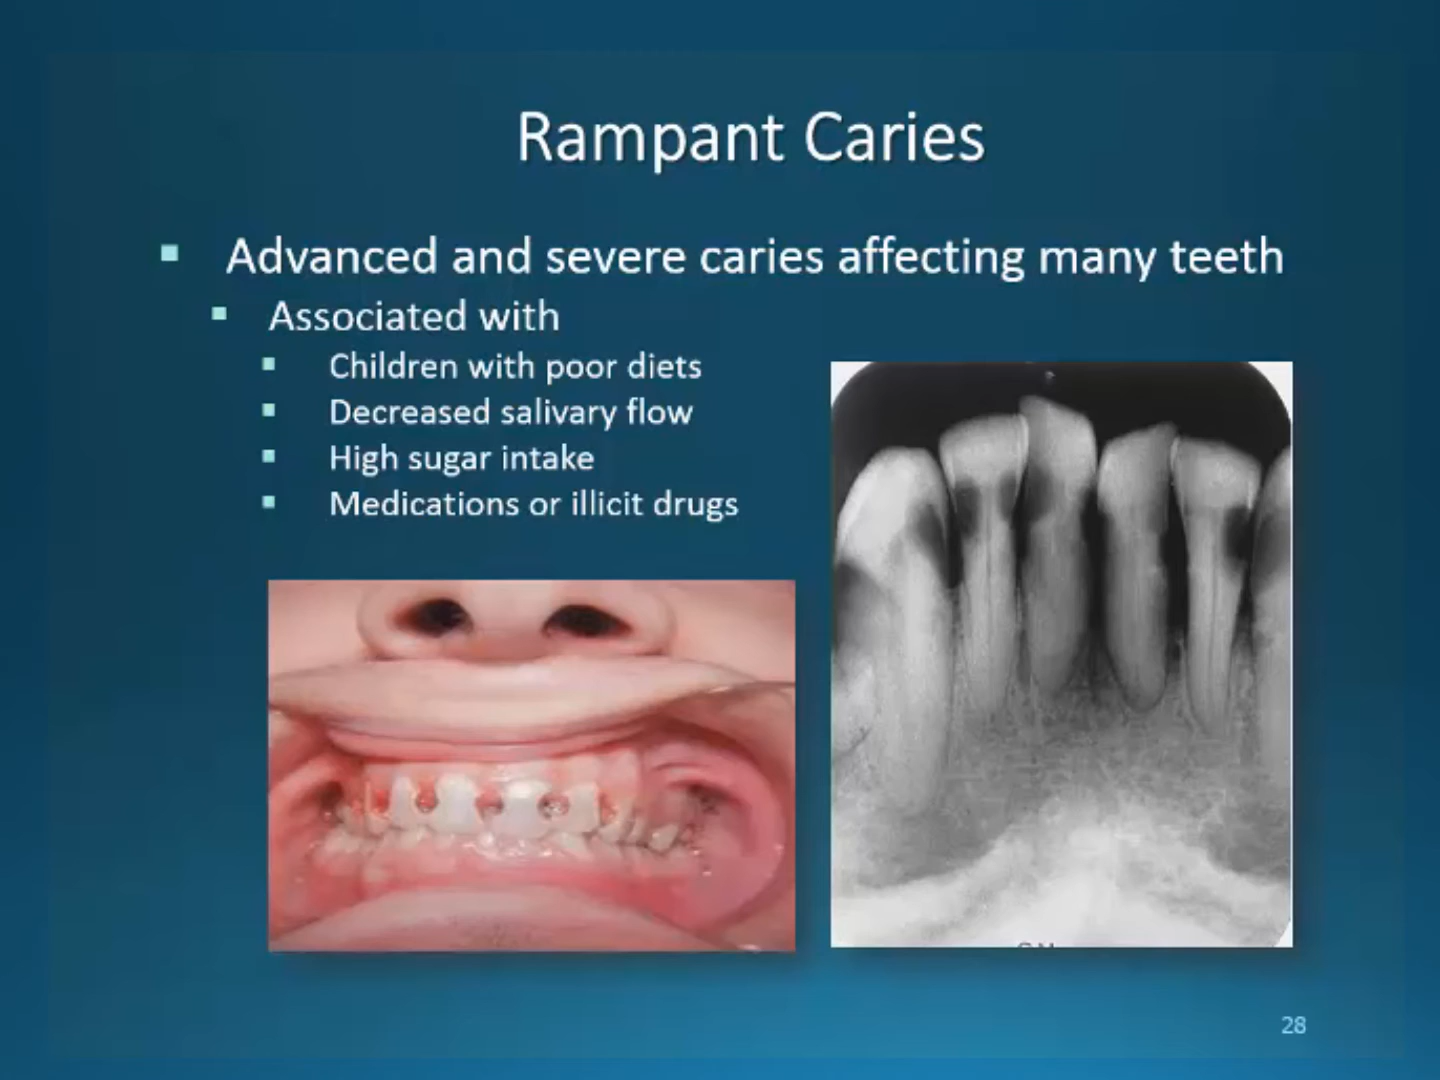 Rampant Caries
Advanced and severe caries affecting many teeth
Associated with
Children with poor diets
Decreased salivary flow
High sugar intake
Medications or illicit drugs
28